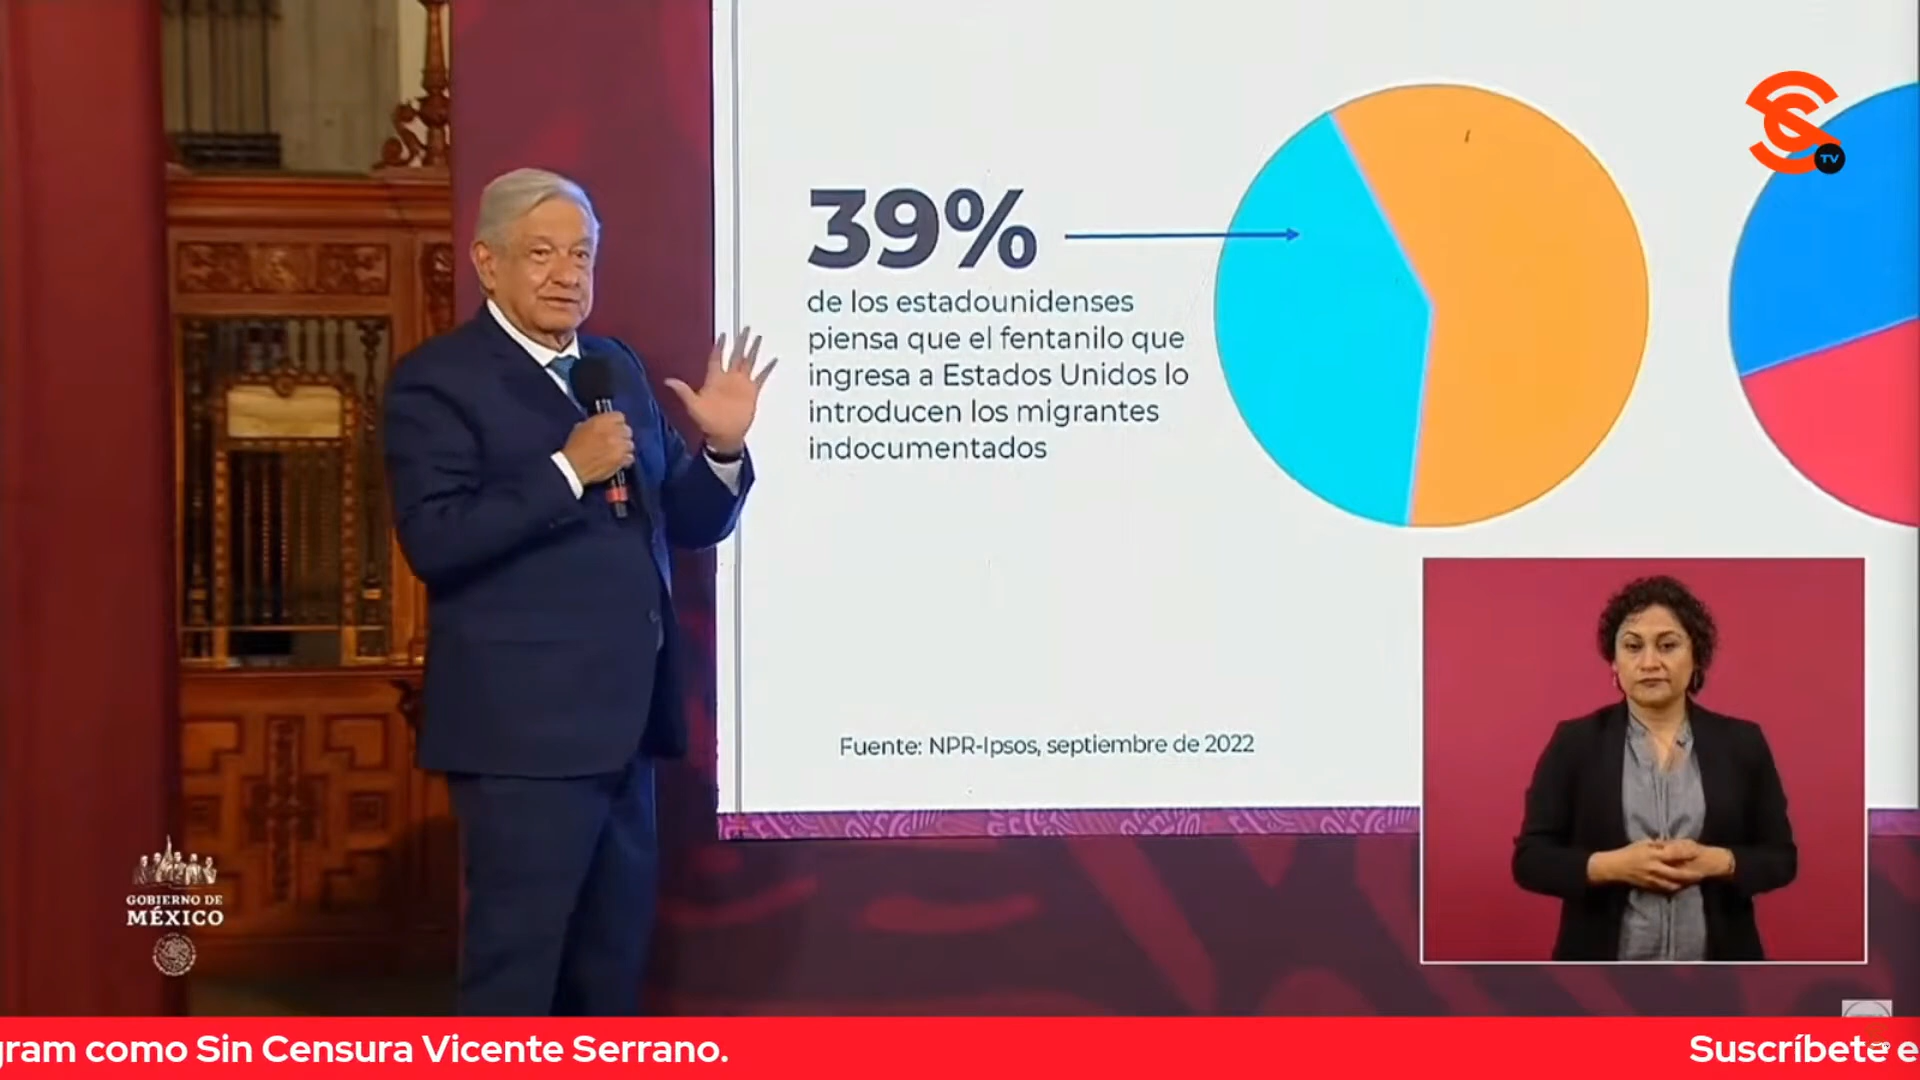 TV
39%
de los estadounidenses
piensa que el fentanilo que
ingresa a Estados Unidos lo
introducen los migrantes
indocumentados
Fuente: NPR-Ipsos, septiembre de 2022
GOBIERNO DE
MÉXICO
gram como Sin Censura Vicente Serrano.
Suscríbete e